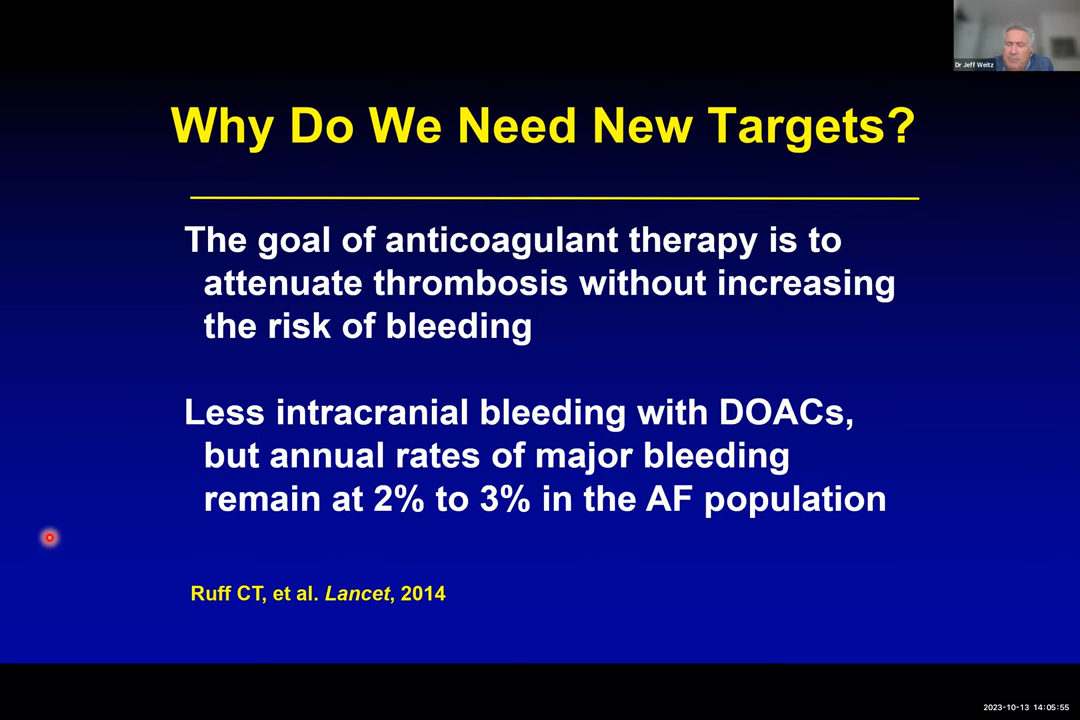 Dr Jeff Weitz
Why Do We Need New Targets?
The goal of anticoagulant therapy is to
attenuate thrombosis without increasing
the risk of bleeding
Less intracranial bleeding with DOACs,
but annual rates of major bleeding
remain at 2% to 3% in the AF population
Ruff CT, et al. Lancet, 2014
2023-10-13 14:05:55